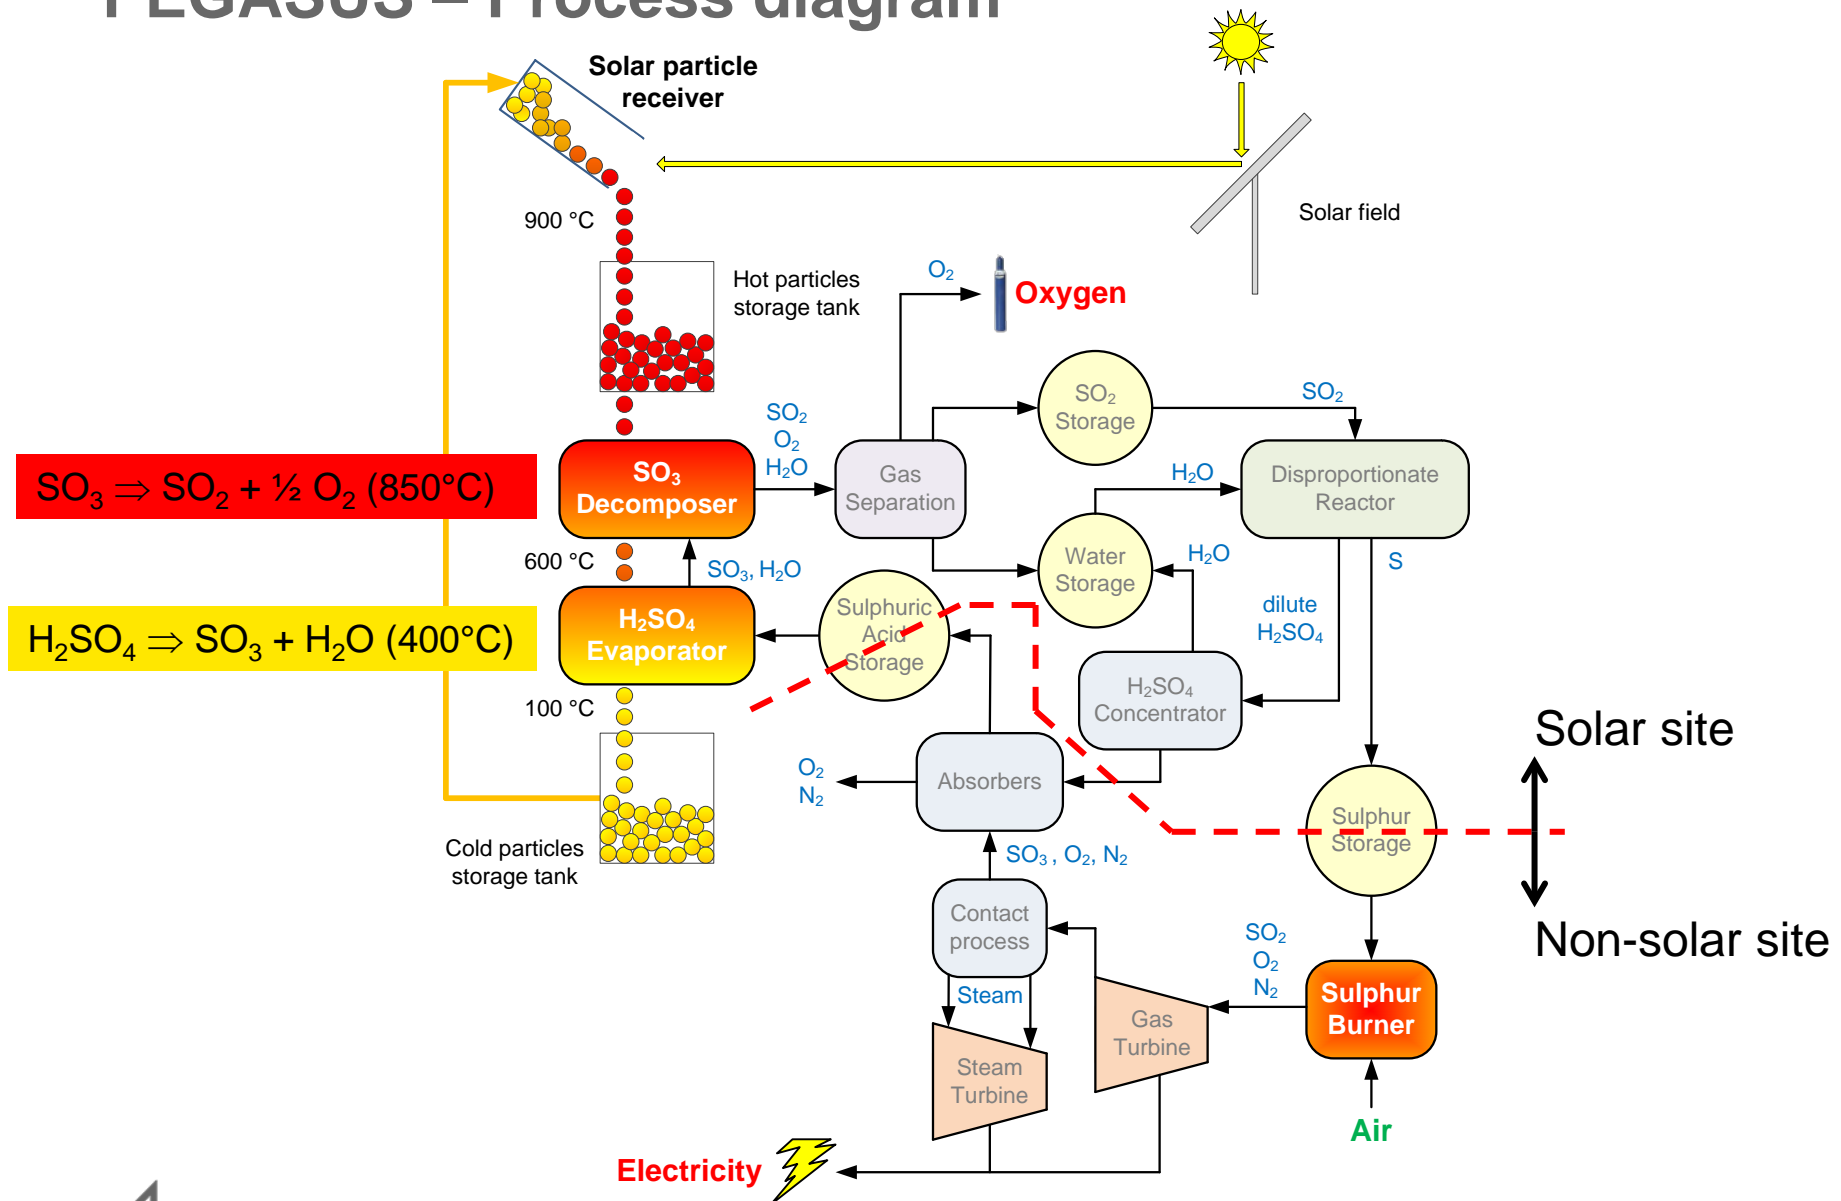 PEGASUS – Process diagram
Solar particle
receiver
900 °C
Solar field
Hot particles
storage tank
O₂
Oxygen
SO₂
O₂
H₂O
SO₂
Storage
SO₂
SO₃ ⇒ SO₂ + ½ O₂ (850°C)
SO₃
Decomposer
Gas
Separation
H₂O
Disproportionate
Reactor
600 °C
SO₃, H₂O
Water
Storage
H₂O
S
H₂SO₄ ⇒ SO₃ + H₂O (400°C)
H₂SO₄
Evaporator
Sulphuric
Acid
Storage
dilute
H₂SO₄
100 °C
H₂SO₄
Concentrator
Solar site
O₂
N₂
Absorbers
Sulphur
Storage
Cold particles
storage tank
SO₃ , O₂, N₂
Contact
process
Non-solar site
SO₂
O₂
N₂
Steam
Sulphur
Burner
Gas
Turbine
Steam
Turbine
Air
Electricity